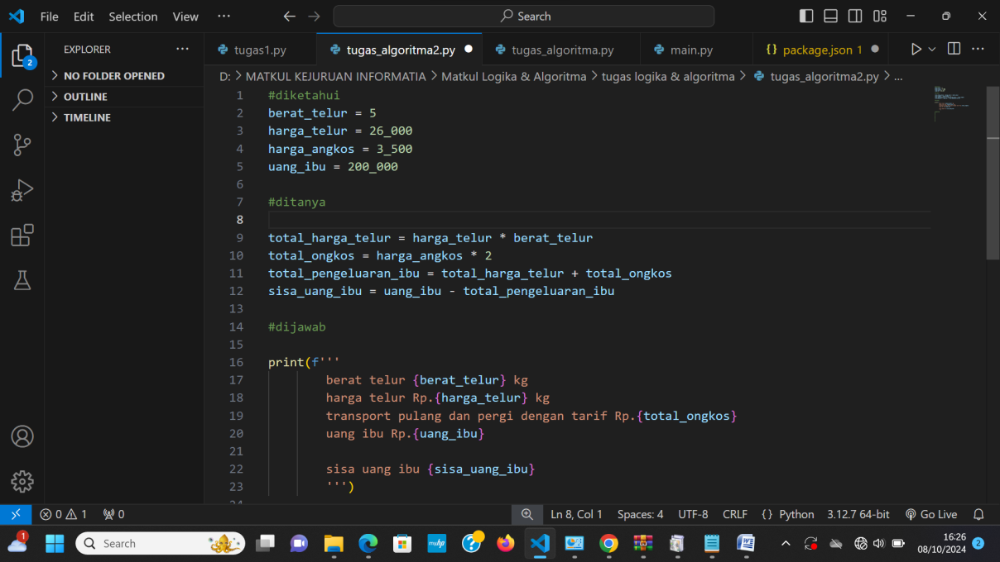 File Edit Selection View ··· Search
EXPLORER ···
tugas1.py tugas_algoritma2.py tugas_algoritma.py main.py {} package.json 1
2
NO FOLDER OPENED
OUTLINE
TIMELINE
D: > MATKUL KEJURUAN INFORMATIA > Matkul Logika & Algoritma > tugas logika & algoritma > tugas_algoritma2.py > ...
1 #diketahui
2 berat_telur = 5
3 harga_telur = 26_000
4 harga_angkos = 3_500
5 uang_ibu = 200_000
6
7 #ditanya
8
9 total_harga_telur = harga_telur * berat_telur
10 total_ongkos = harga_angkos * 2
11 total_pengeluaran_ibu = total_harga_telur + total_ongkos
12 sisa_uang_ibu = uang_ibu - total_pengeluaran_ibu
13
14 #dijawab
15
16 print(f'''
17 berat telur {berat_telur} kg
18 harga telur Rp.{harga_telur} kg
19 transport pulang dan pergi dengan tarif Rp.{total_ongkos}
20 uang ibu Rp.{uang_ibu}
21
22 sisa uang ibu {sisa_uang_ibu}
23 ''')
24
0 1 0 Ln 8, Col 1 Spaces: 4 UTF-8 CRLF {} Python 3.12.7 64-bit Go Live
1 Search myhp 16:26
08/10/2024 2